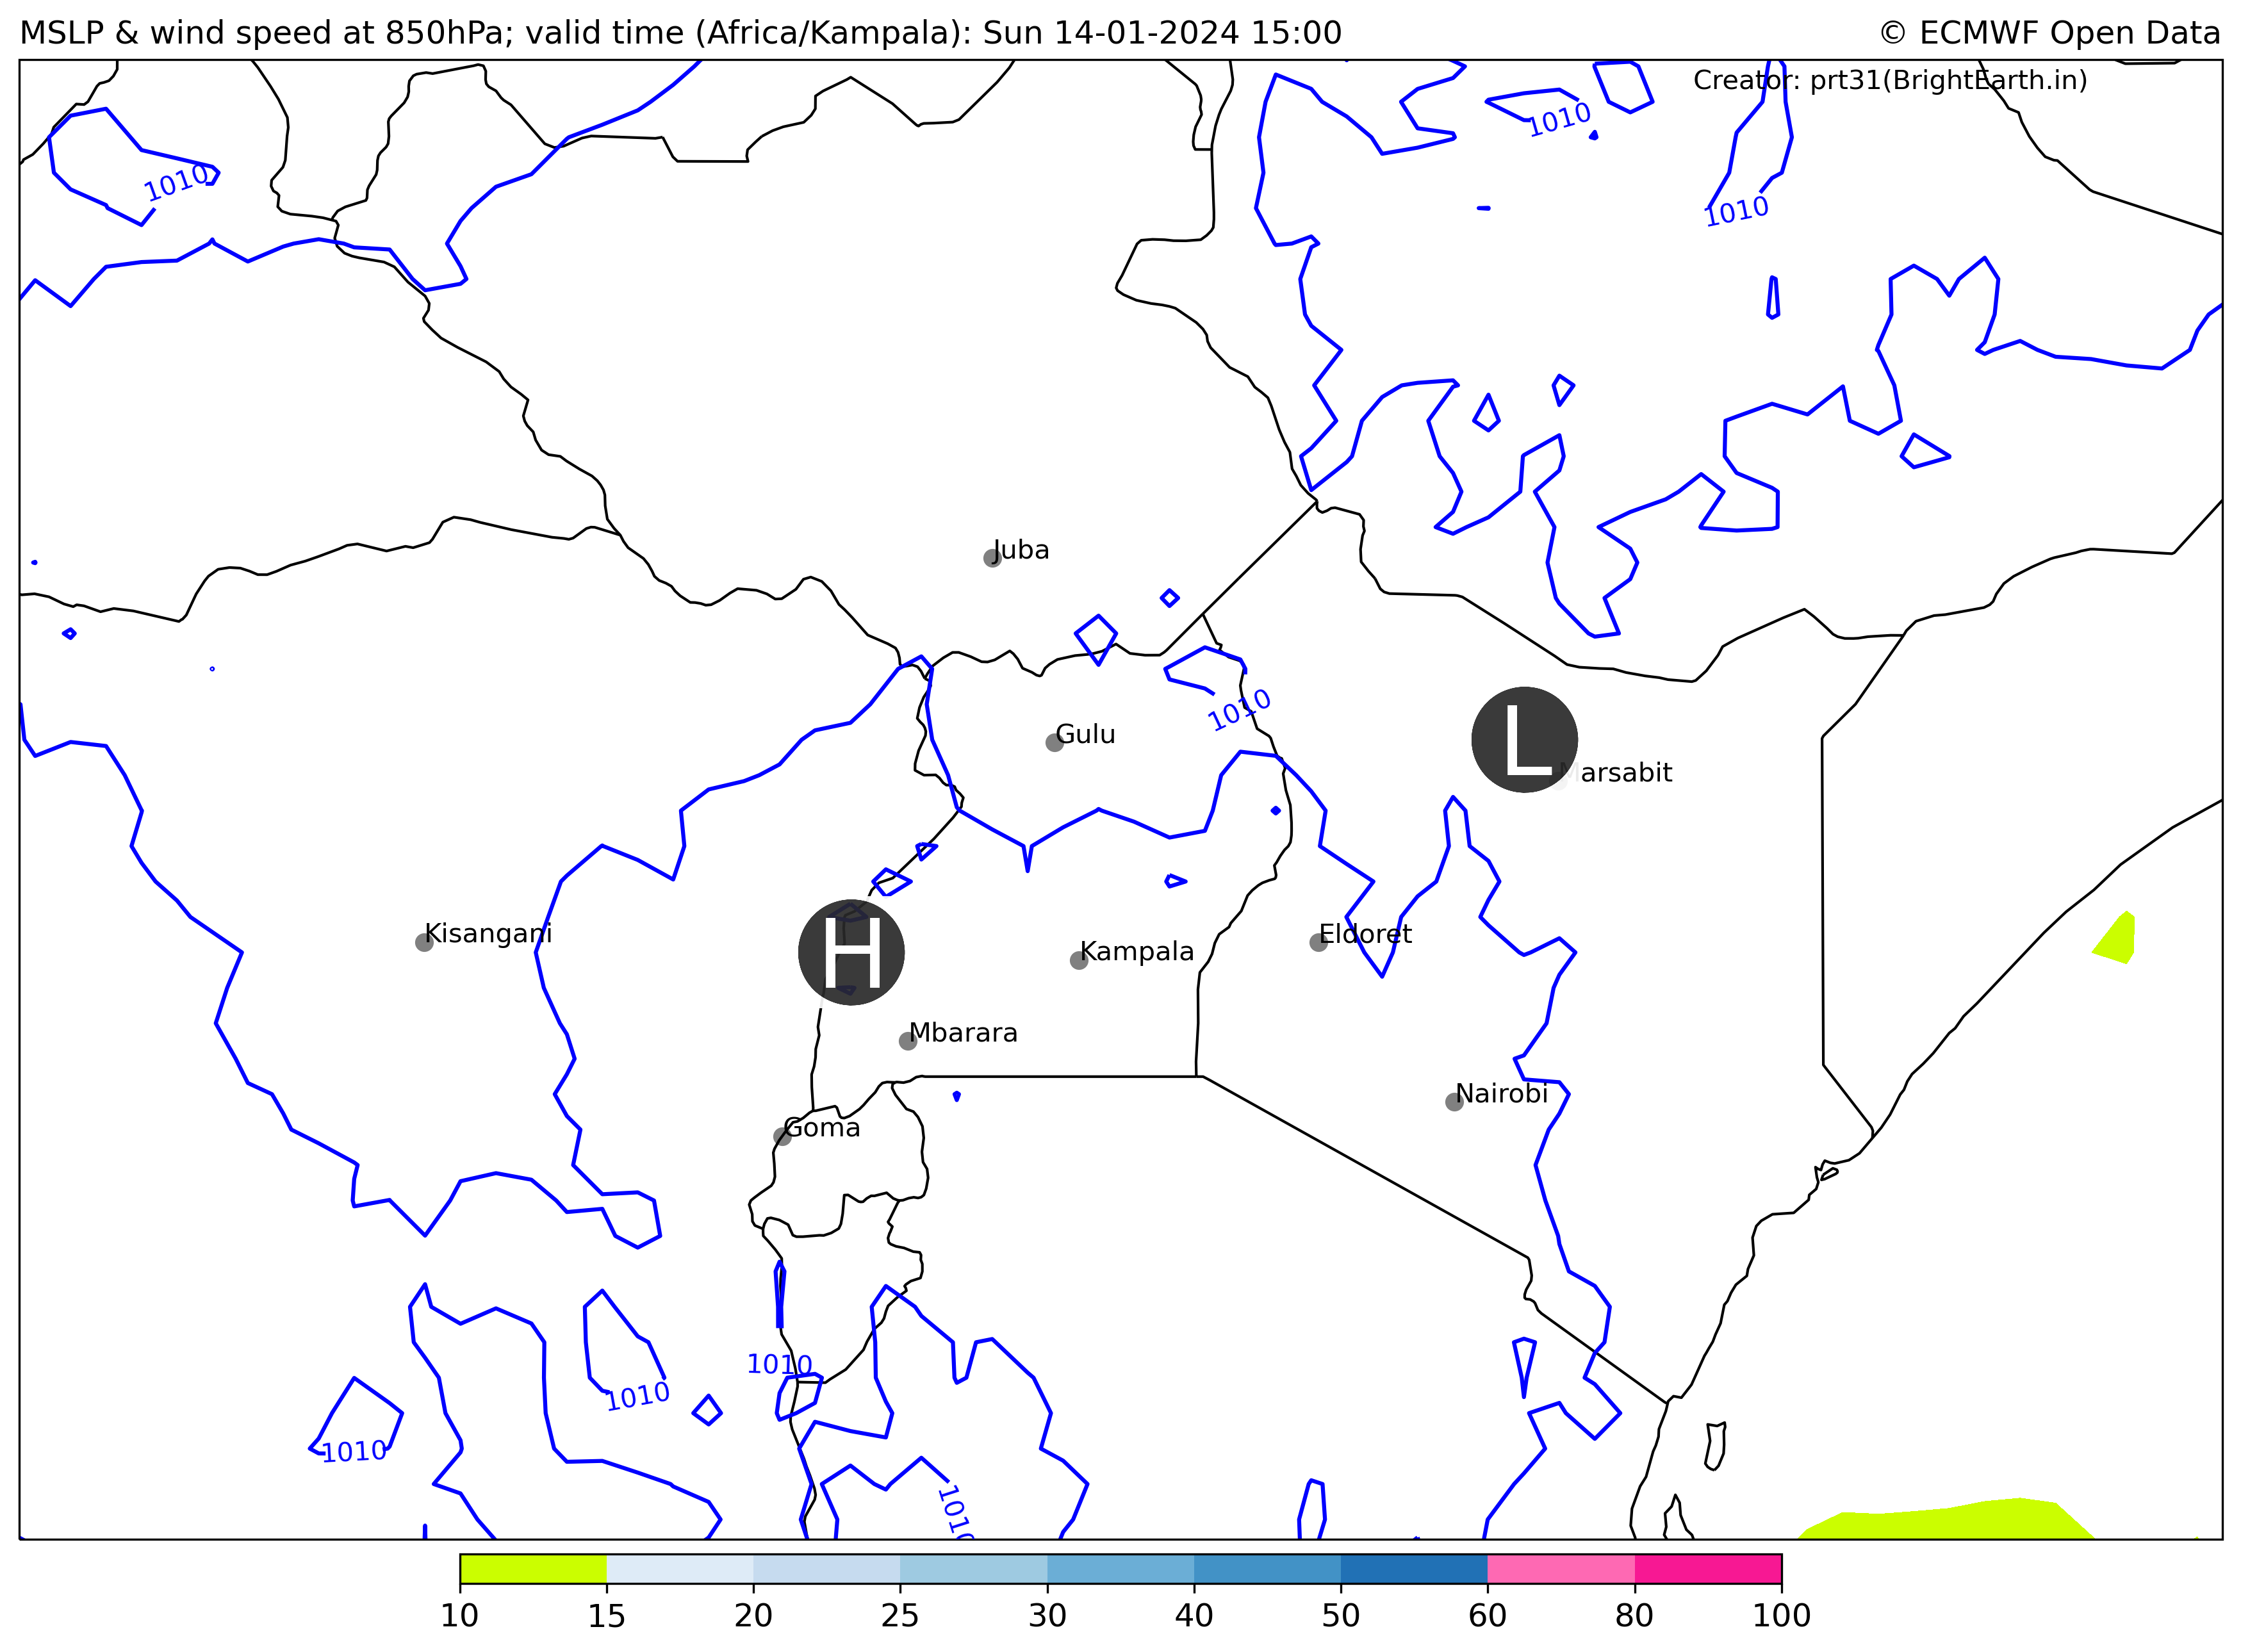 MSLP & wind speed at 850hPa; valid time (Africa/Kampala): Sun 14-01-2024 15:00
© ECMWF Open Data
Creator: prt31(BrightEarth.in)
1010
1010
1010
Juba
1010
Gulu
L
Marsabit
Kisangani
H
Kampala
Eldoret
Mbarara
Nairobi
Goma
1010
1010
1010
1010
10 15 20 25 30 40 50 60 80 100